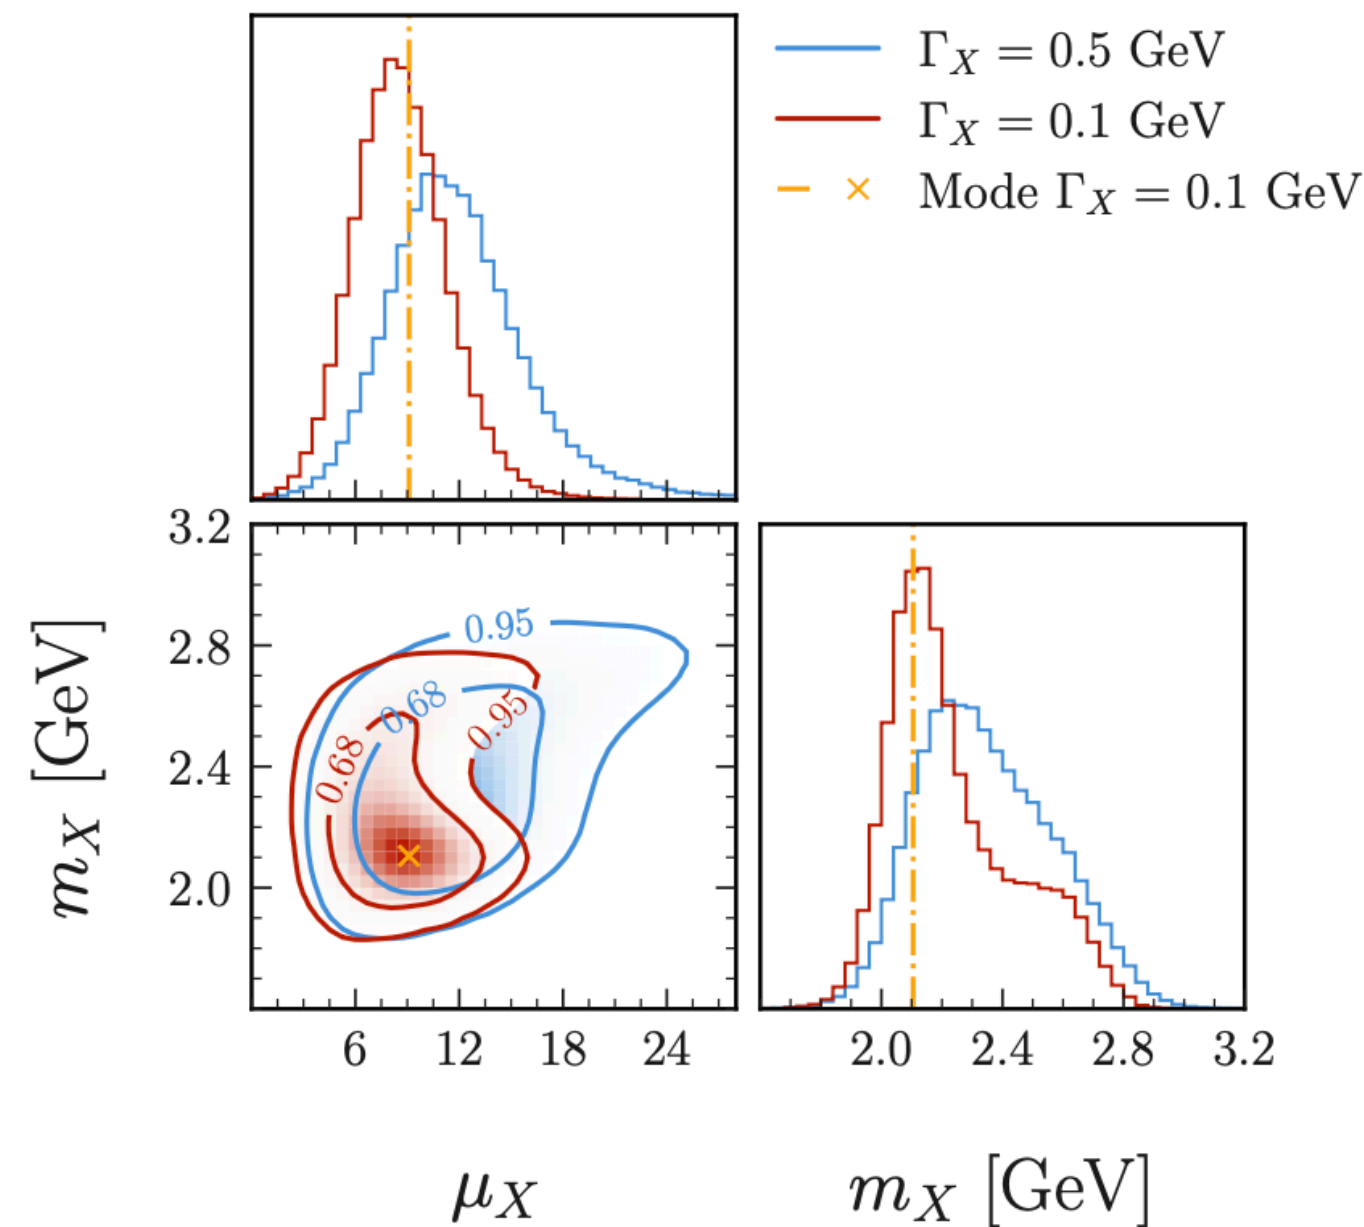 Γ_X = 0.5 GeV
Γ_X = 0.1 GeV
Mode Γ_X = 0.1 GeV
3.2
2.8
2.4
2.0
m_X [GeV]
0.95
0.68
0.95
0.68
6 12 18 24
2.0 2.4 2.8 3.2
μ_X
m_X [GeV]